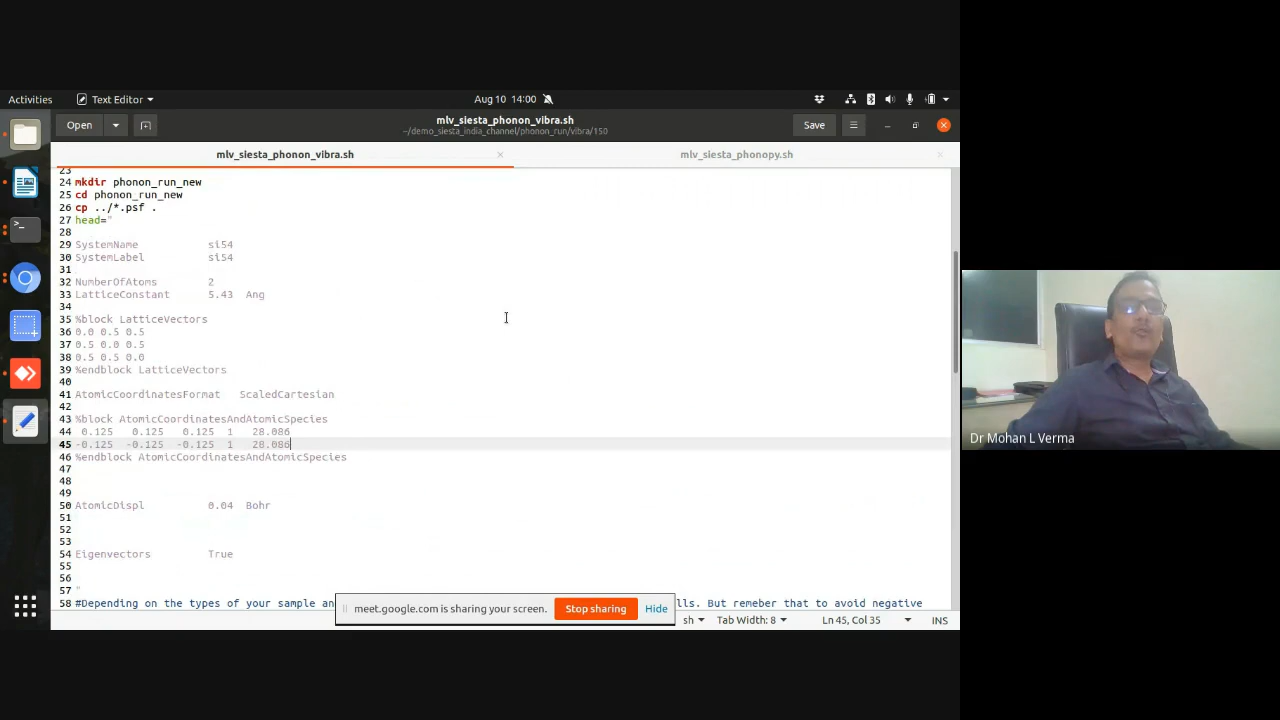 Activities Text Editor Aug 10 14:00
Open mlv_siesta_phonon_vibra.sh Save
~/demo_siesta_india_channel/phonon_run/vibra/150
mlv_siesta_phonon_vibra.sh mlv_siesta_phonopy.sh
23
24 mkdir phonon_run_new
25 cd phonon_run_new
26 cp ../*.psf .
27 head="
28
29 SystemName si54
30 SystemLabel si54
31
32 NumberOfAtoms 2
33 LatticeConstant 5.43 Ang
34
35 %block LatticeVectors
36 0.0 0.5 0.5
37 0.5 0.0 0.5
38 0.5 0.5 0.0
39 %endblock LatticeVectors
40
41 AtomicCoordinatesFormat ScaledCartesian
42
43 %block AtomicCoordinatesAndAtomicSpecies
44 0.125 0.125 0.125 1 28.086
45 -0.125 -0.125 -0.125 1 28.086
46 %endblock AtomicCoordinatesAndAtomicSpecies
47
48
49
50 AtomicDispl 0.04 Bohr
51
52
53
54 Eigenvectors True
55
56
57 "
58 #Depending on the types of your sample an lls. But remeber that to avoid negative
meet.google.com is sharing your screen. Stop sharing Hide
sh Tab Width: 8 Ln 45, Col 35 INS
Dr Mohan L Verma